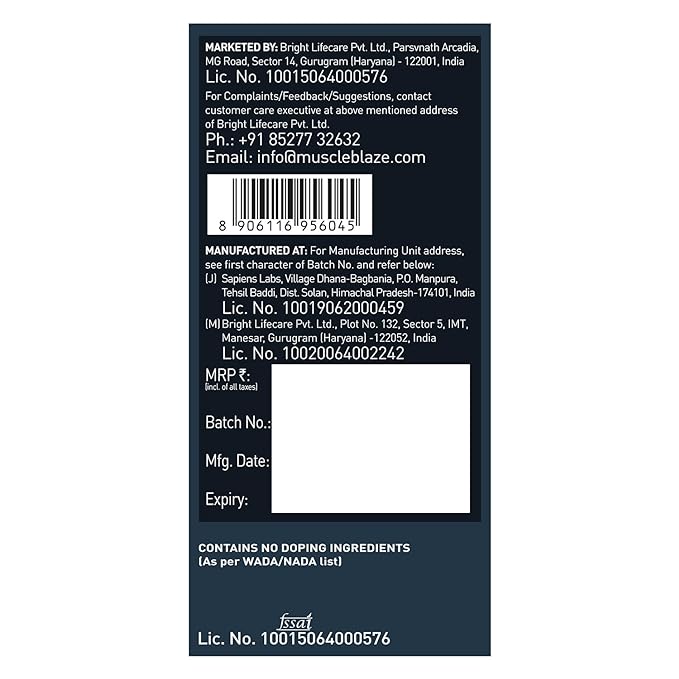 MARKETED BY: Bright Lifecare Pvt. Ltd., Parsvnath Arcadia,
MG Road, Sector 14, Gurugram (Haryana) - 122001, India
Lic. No. 10015064000576
For Complaints/Feedback/Suggestions, contact
customer care executive at above mentioned address
of Bright Lifecare Pvt. Ltd.
Ph.: +91 85277 32632
Email: info@muscleblaze.com
8 906116 956045
MANUFACTURED AT: For Manufacturing Unit address,
see first character of Batch No. and refer below:
(J) Sapiens Labs, Village Dhana-Bagbania, P.O. Manpura,
Tehsil Baddi, Dist. Solan, Himachal Pradesh-174101, India
Lic. No. 10019062000459
(M) Bright Lifecare Pvt. Ltd., Plot No. 132, Sector 5, IMT,
Manesar, Gurugram (Haryana) -122052, India
Lic. No. 10020064002242
MRP ₹:
(incl. of all taxes)
Batch No.:
Mfg. Date:
Expiry:
CONTAINS NO DOPING INGREDIENTS
(As per WADA/NADA list)
fssai
Lic. No. 10015064000576